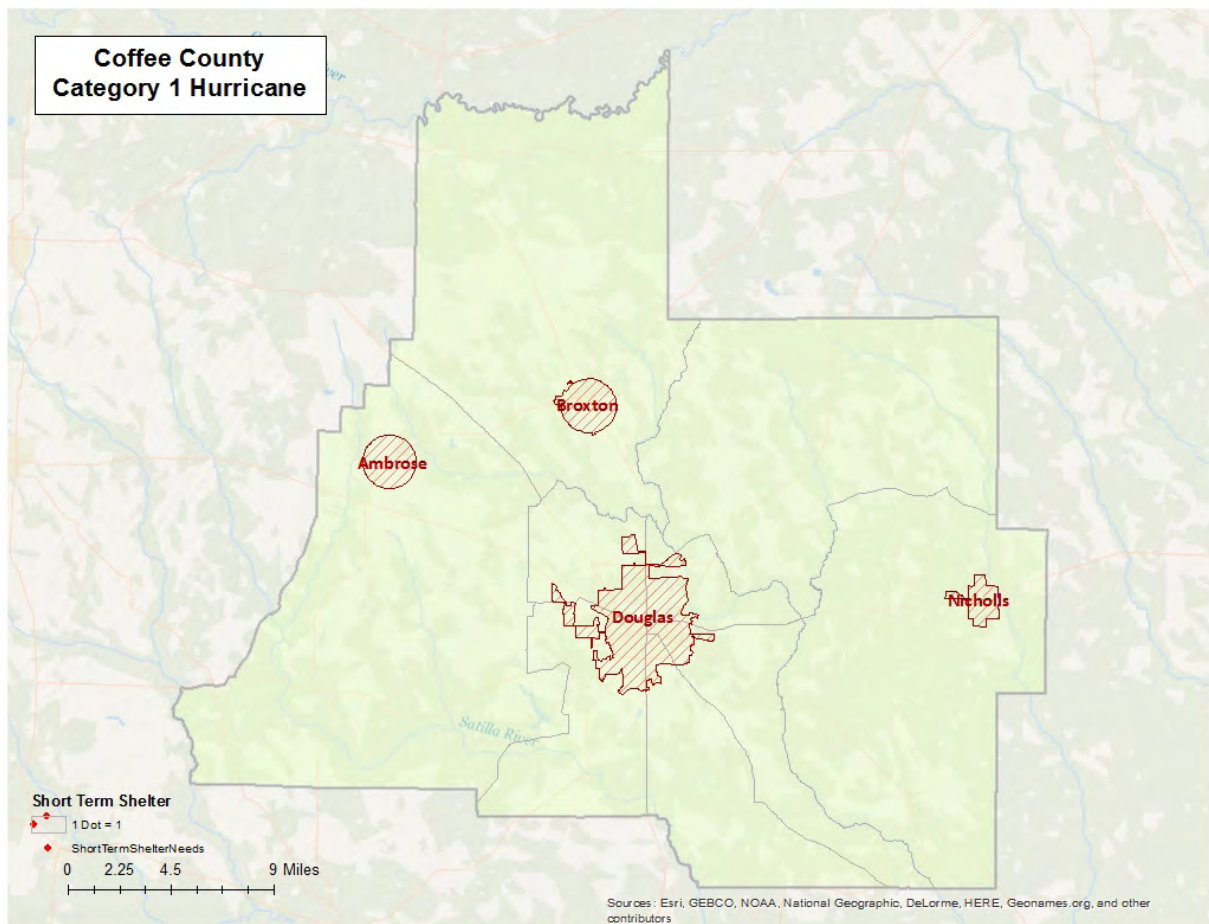 Coffee County
Category 1 Hurricane
Broxton
Ambrose
Douglas
Nicholls
Satilla River
Short Term Shelter
1 Dot = 1
ShortTermShelterNeeds
0 2.25 4.5 9 Miles
Sources: Esri, GEBCO, NOAA, National Geographic, DeLorme, HERE, Geonames.org, and other
contributors